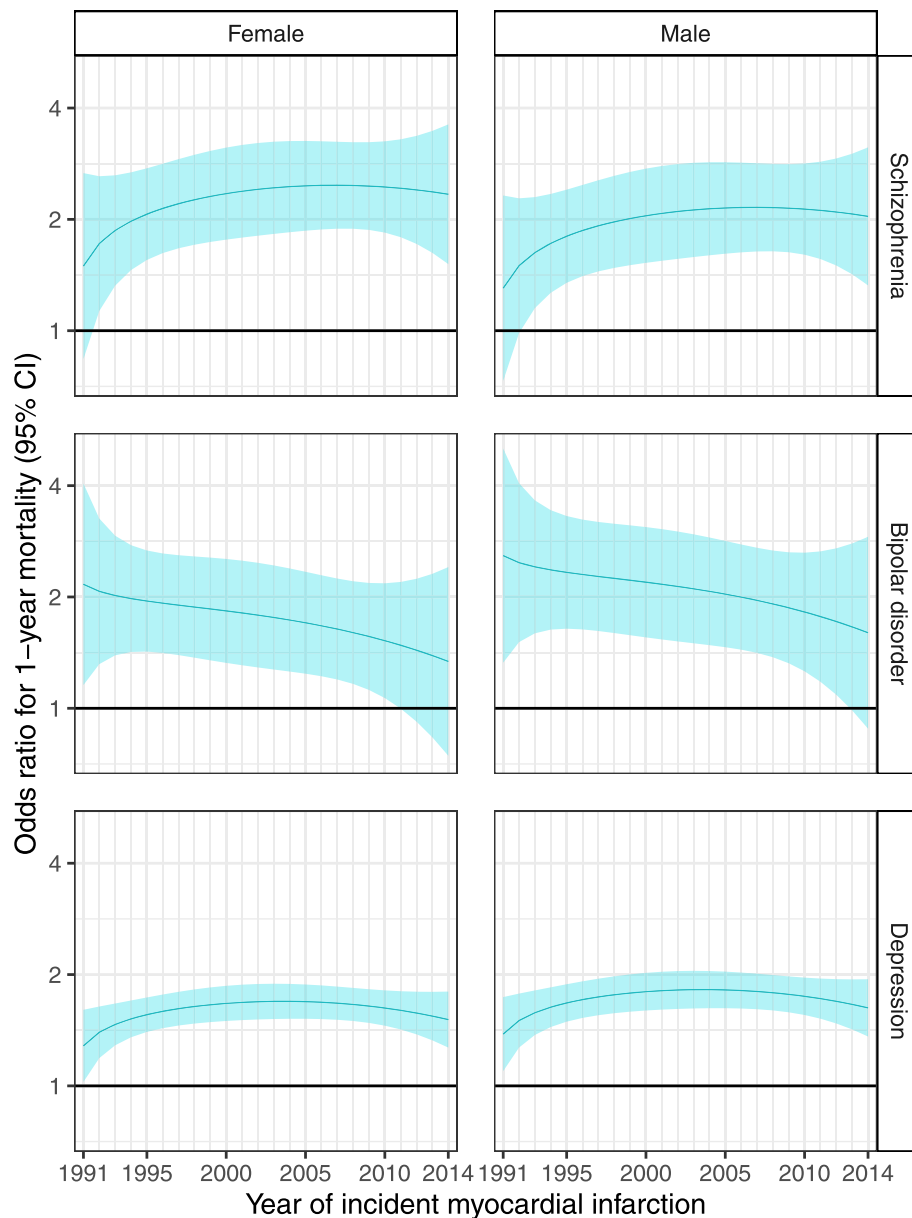 Female
Male
4
2
1
Schizophrenia
Odds ratio for 1−year mortality (95% CI)
4
2
1
Bipolar disorder
4
2
1
Depression
1991 1995 2000 2005 2010 2014 1991 1995 2000 2005 2010 2014
Year of incident myocardial infarction